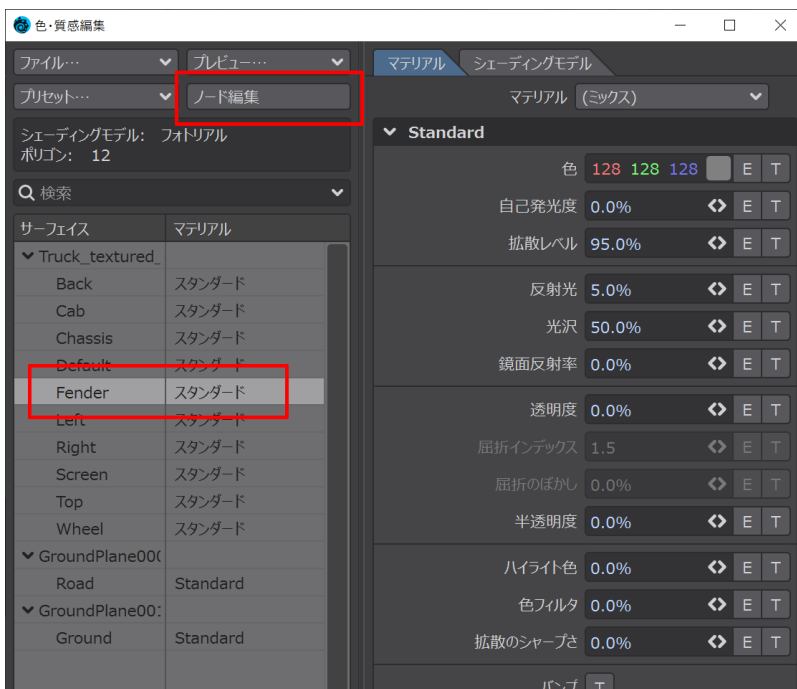 色・質感編集
ファイル… プレビュー…
プリセット… ノード編集
シェーディングモデル: フォトリアル
ポリゴン: 12
検索
サーフェイス マテリアル
Truck_textured_
Back スタンダード
Cab スタンダード
Chassis スタンダード
Default スタンダード
Fender スタンダード
Left スタンダード
Right スタンダード
Screen スタンダード
Top スタンダード
Wheel スタンダード
GroundPlane00(
Road Standard
GroundPlane00:
Ground Standard
マテリアル シェーディングモデル
マテリアル (ミックス)
Standard
色 128 128 128 E T
自己発光度 0.0% E T
拡散レベル 95.0% E T
反射光 5.0% E T
光沢 50.0% E T
鏡面反射率 0.0% E T
透明度 0.0% E T
屈折インデックス 1.5 E T
屈折のぼかし 0.0% E T
半透明度 0.0% E T
ハイライト色 0.0% E T
色フィルタ 0.0% E T
拡散のシャープさ 0.0% E T
バンプ T